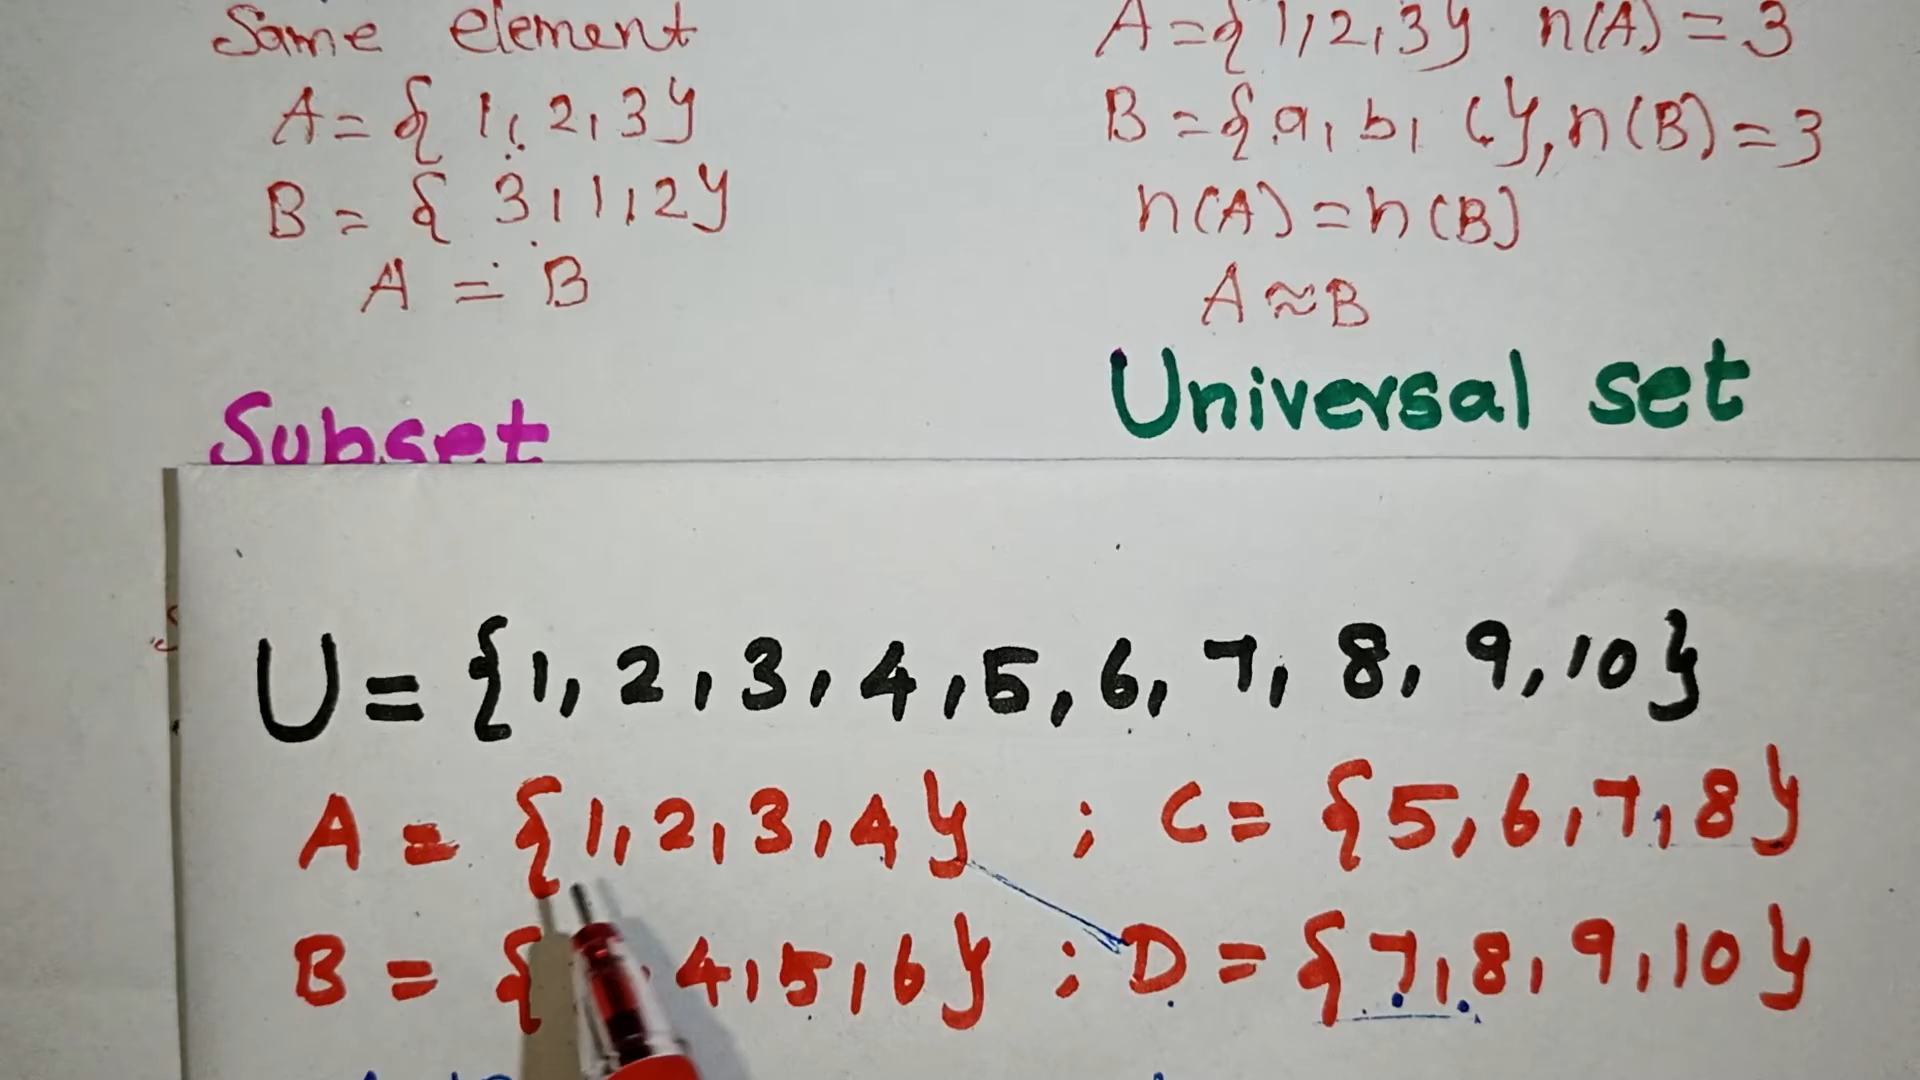 Same element
A = {1, 2, 3}
B = {3, 1, 2}
A = B
A = {1, 2, 3} n(A) = 3
B = {a, b, c}, n(B) = 3
n(A) = n(B)
A ≈ B
Subset
Universal set
U = {1, 2, 3, 4, 5, 6, 7, 8, 9, 10}
A = {1, 2, 3, 4} ; C = {5, 6, 7, 8}
B = { , 4, 5, 6} ; D = {7, 8, 9, 10}